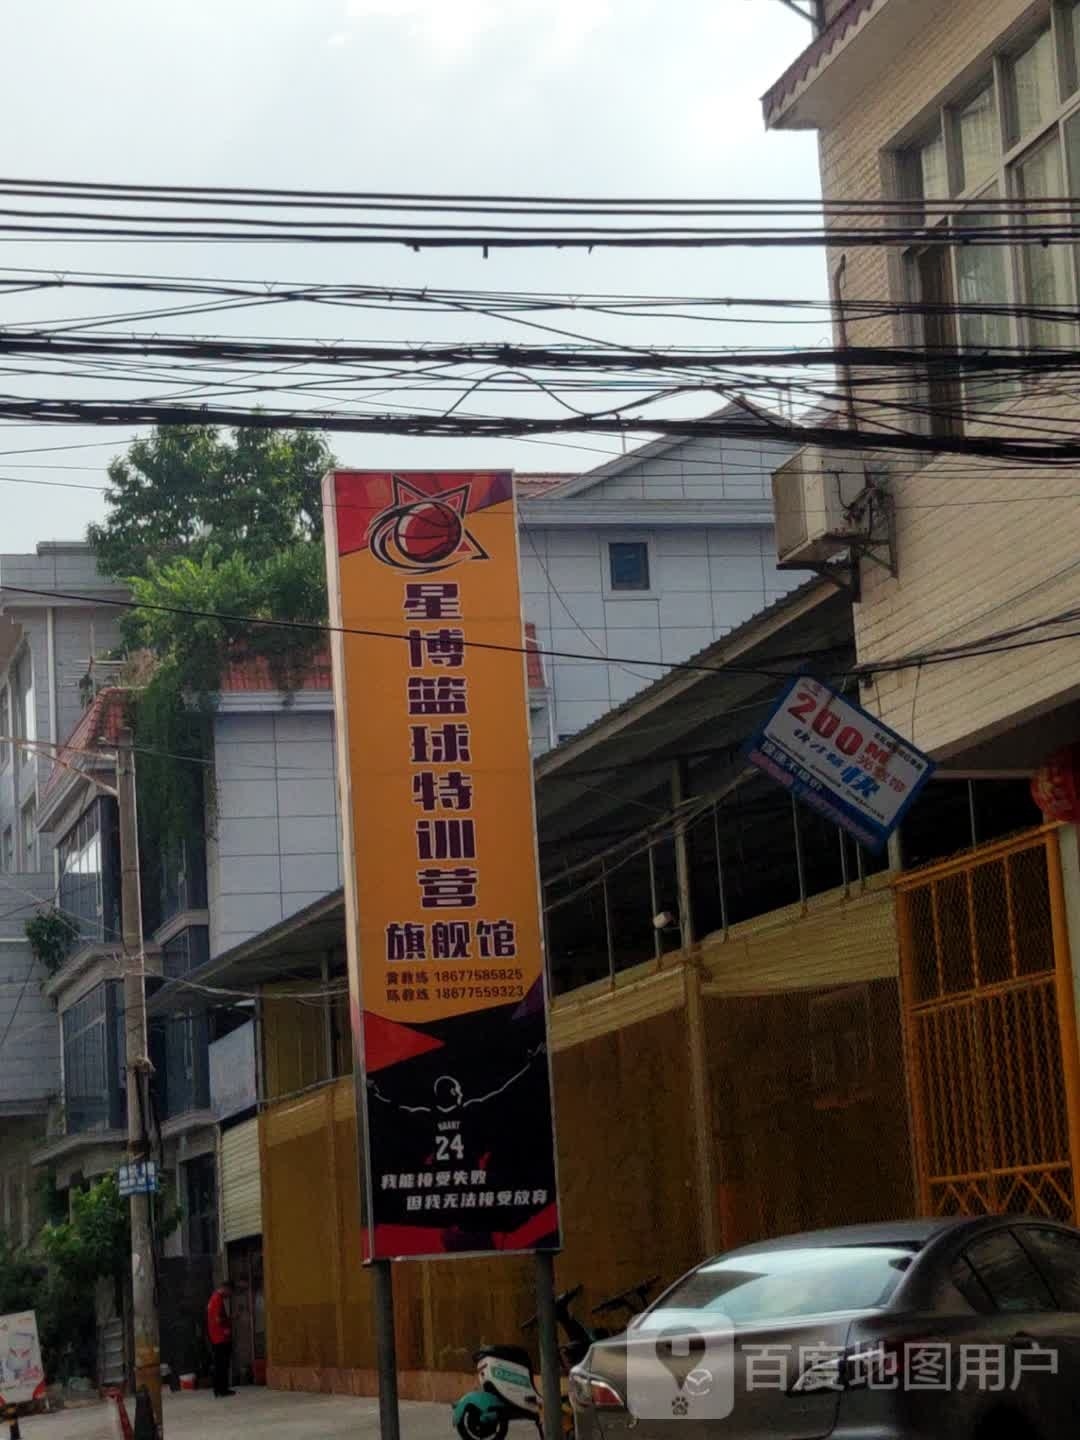 星博篮球特训营
旗舰馆
黄教练 18677585825
陈教练 18677559323
24
我能接受失败
但我无法接受放弃
200M
百度地图用户